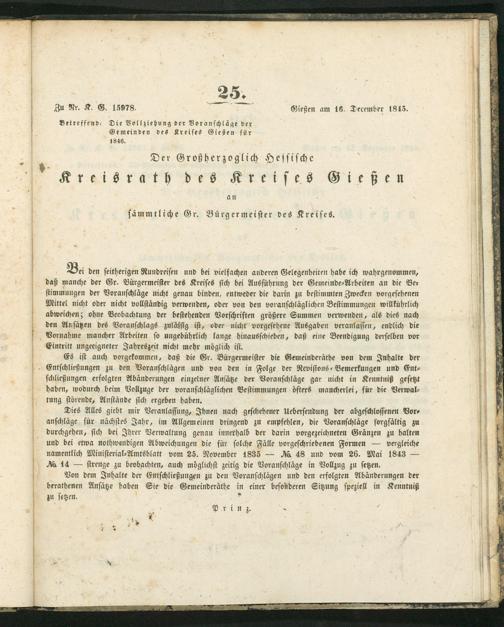 25.
Zu Nr. K. G. 15978.
Gießen am 16. December 1845.
Betreffend: Die Vollziehung der Voranschläge der
Gemeinden des Kreises Gießen für
1846.
Der Großherzoglich Hessische
Kreisrath des Kreises Gießen
an
sämmtliche Gr. Bürgermeister des Kreises.
Bei den seitherigen Rundreisen und bei vielfachen anderen Gelegenheiten habe ich wahrgenommen,
daß manche der Gr. Bürgermeister des Kreises sich bei Ausführung der Gemeinde-Arbeiten an die Be-
stimmungen der Voranschläge nicht genau binden, entweder die darin zu bestimmten Zwecken vorgesehenen
Mittel nicht oder nicht vollständig verwenden, oder von den voranschläglichen Bestimmungen willkührlich
abweichen; ohne Beobachtung der bestehenden Vorschriften größere Summen verwenden, als dies nach
den Ansätzen des Voranschlags zulässig ist, oder nicht vorgesehene Ausgaben veranlassen, endlich die
Vornahme mancher Arbeiten so ungebührlich lange hinausschieben, daß eine Beendigung derselben vor
Eintritt ungeeigneter Jahreszeit nicht mehr möglich ist.
Es ist auch vorgekommen, daß die Gr. Bürgermeister die Gemeinderäthe von dem Inhalte der
Entschließungen zu den Voranschlägen und von den in Folge der Revisions-Bemerkungen und Ent-
schließungen erfolgten Abänderungen einzelner Ansätze der Voranschläge gar nicht in Kenntniß gesetzt
haben, wodurch beim Vollzuge der voranschläglichen Bestimmungen öfters mancherlei, für die Verwal-
tung störende, Anstände sich ergeben haben.
Dies Alles giebt mir Veranlassung, Ihnen nach geschehener Uebersendung der abgeschlossenen Vor-
anschläge für nächstes Jahr, im Allgemeinen dringend zu empfehlen, die Voranschläge sorgfältig zu
durchgehen, sich bei Ihrer Verwaltung genau innerhalb der darin vorgezeichneten Gränzen zu halten
und bei etwa nothwendigen Abweichungen die für solche Fälle vorgeschriebenen Formen — vergleiche
namentlich Ministerial-Amtsblatt vom 25. November 1835 — № 48 und vom 26. Mai 1843 —
№ 14 — strenge zu beobachten, auch möglichst zeitig die Voranschläge in Vollzug zu setzen.
Von dem Inhalte der Entschließungen zu den Voranschlägen und den erfolgten Abänderungen der
berathenen Ansätze haben Sie die Gemeinderäthe in einer besonderen Sitzung speziell in Kenntniß
zu setzen.
Prinz.